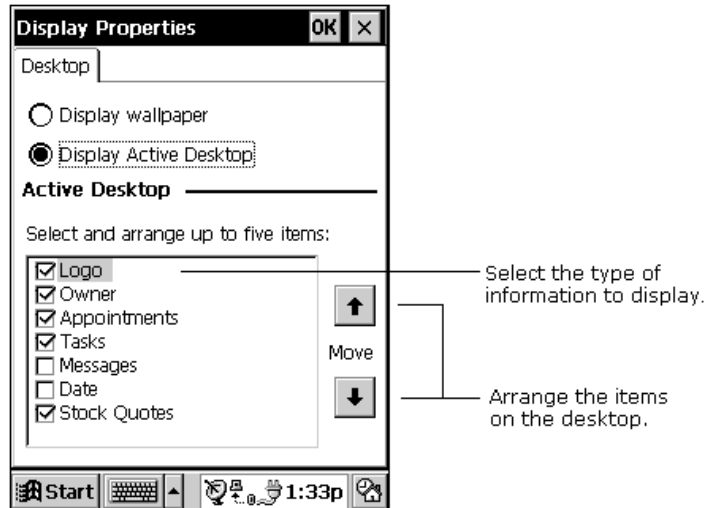 Display Properties OK ×
Desktop
Display wallpaper
Display Active Desktop
Active Desktop
Select and arrange up to five items:
Logo
Owner
Appointments
Tasks
Messages
Date
Stock Quotes
Move
Select the type of
information to display.
Arrange the items
on the desktop.
Start 1:33p